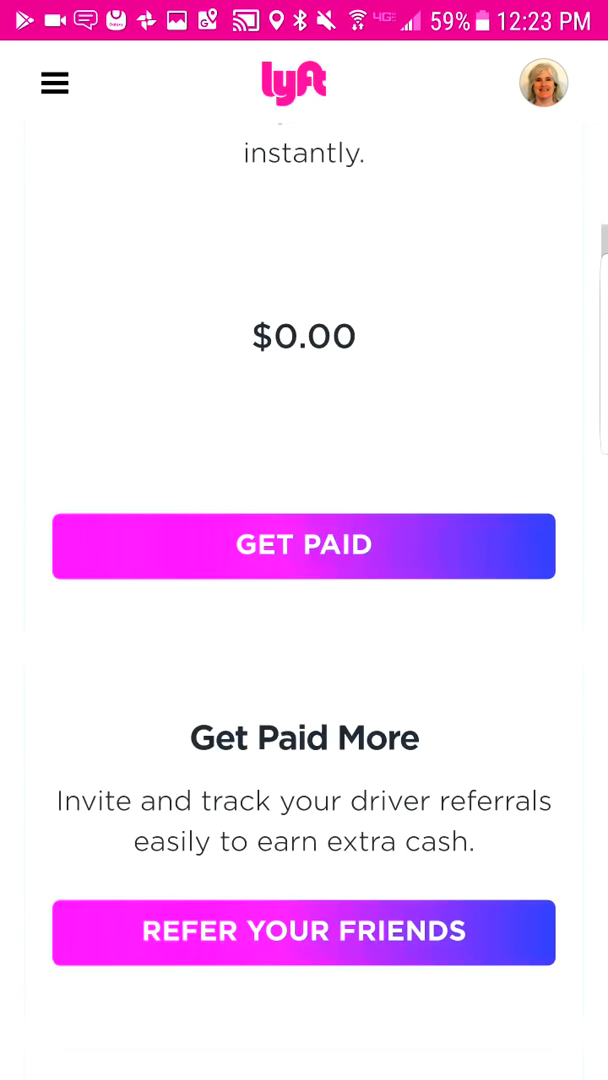 4G
59% 12:23 PM
lyft
instantly.
$0.00
GET PAID
Get Paid More
Invite and track your driver referrals
easily to earn extra cash.
REFER YOUR FRIENDS